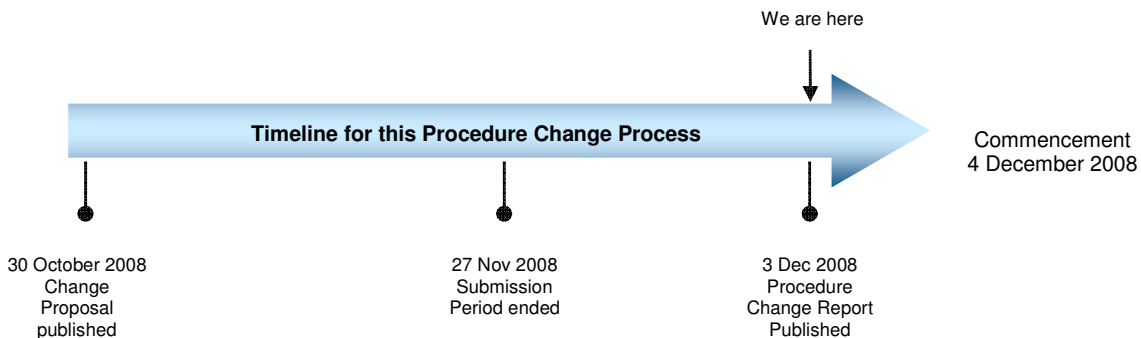 We are here
Timeline for this Procedure Change Process
Commencement
4 December 2008
30 October 2008
Change
Proposal
published
27 Nov 2008
Submission
Period ended
3 Dec 2008
Procedure
Change Report
Published